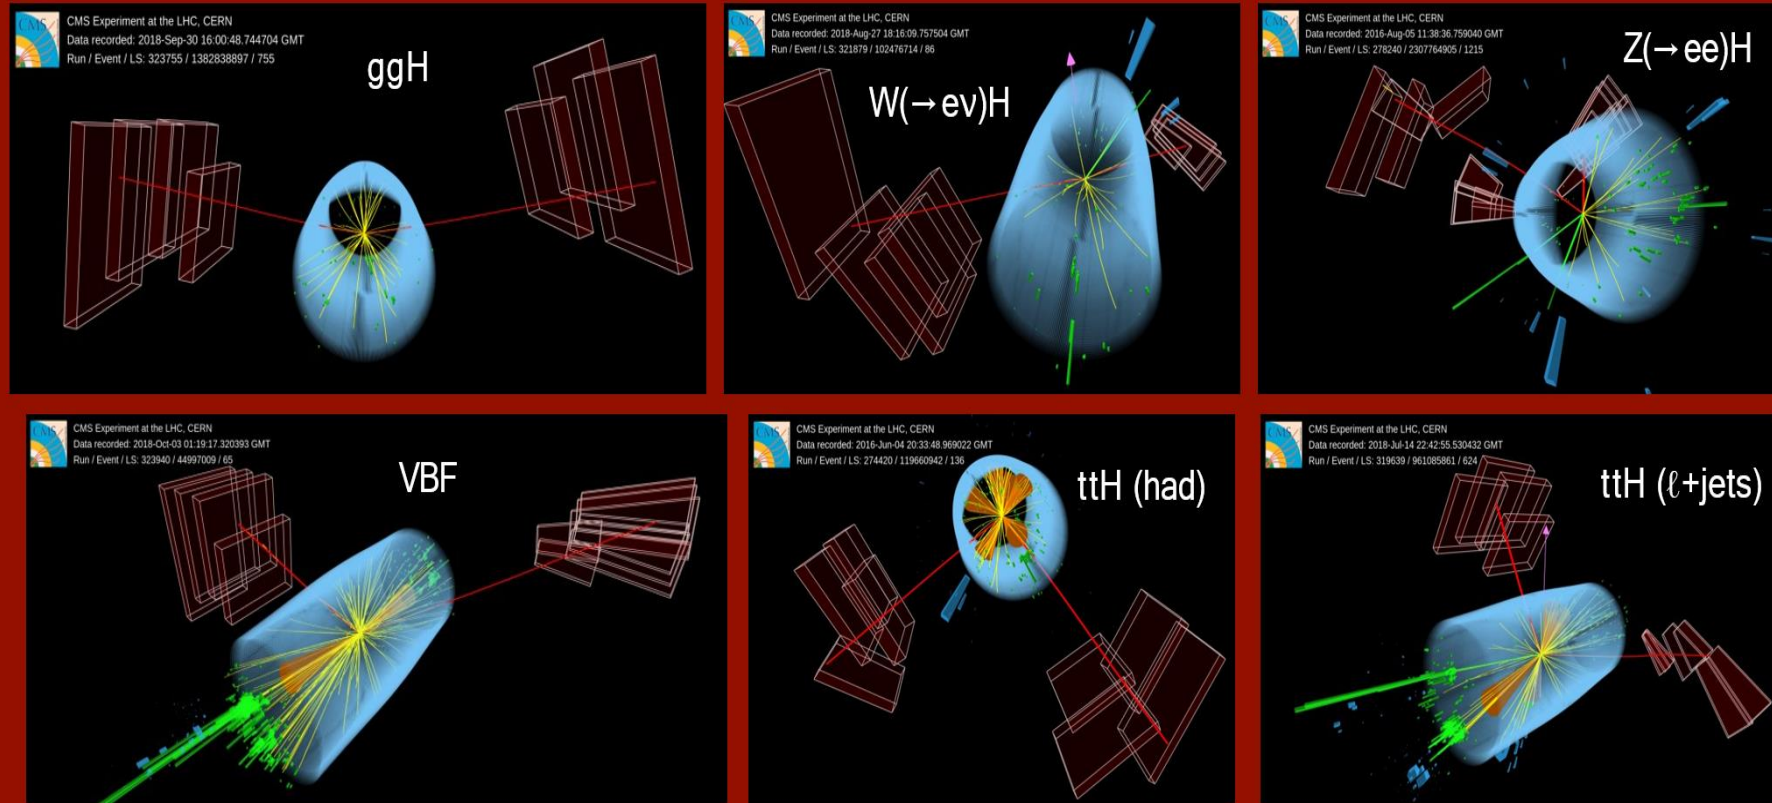 CMS
CMS Experiment at the LHC, CERN
Data recorded: 2018-Sep-30 16:00:48.744704 GMT
Run / Event / LS: 323755 / 1382838897 / 755
ggH
CMS
CMS Experiment at the LHC, CERN
Data recorded: 2018-Aug-27 18:16:09.757504 GMT
Run / Event / LS: 321879 / 102476714 / 86
W(→eν)H
CMS
CMS Experiment at the LHC, CERN
Data recorded: 2016-Aug-05 11:38:36.759040 GMT
Run / Event / LS: 278240 / 2307764905 / 1215
Z(→ee)H
CMS
CMS Experiment at the LHC, CERN
Data recorded: 2018-Oct-03 01:19:17.320393 GMT
Run / Event / LS: 323940 / 44997009 / 65
VBF
CMS
CMS Experiment at the LHC, CERN
Data recorded: 2016-Jun-04 20:33:48.969022 GMT
Run / Event / LS: 274420 / 119660942 / 136
ttH (had)
CMS
CMS Experiment at the LHC, CERN
Data recorded: 2018-Jul-14 22:42:55.530432 GMT
Run / Event / LS: 319639 / 961085861 / 624
ttH (ℓ+jets)